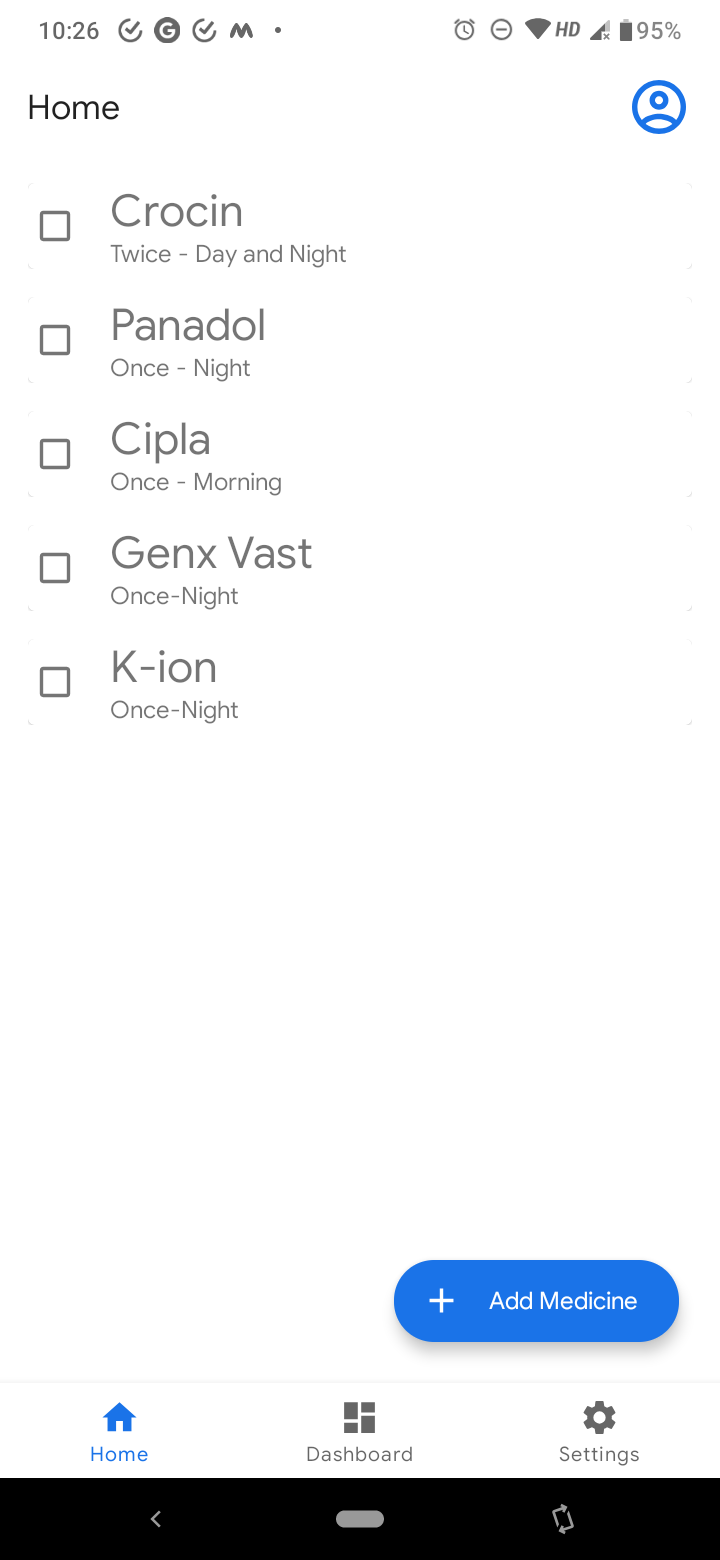 10:26
HD
95%
Home
Crocin
Twice - Day and Night
Panadol
Once - Night
Cipla
Once - Morning
Genx Vast
Once-Night
K-ion
Once-Night
Add Medicine
Home
Dashboard
Settings